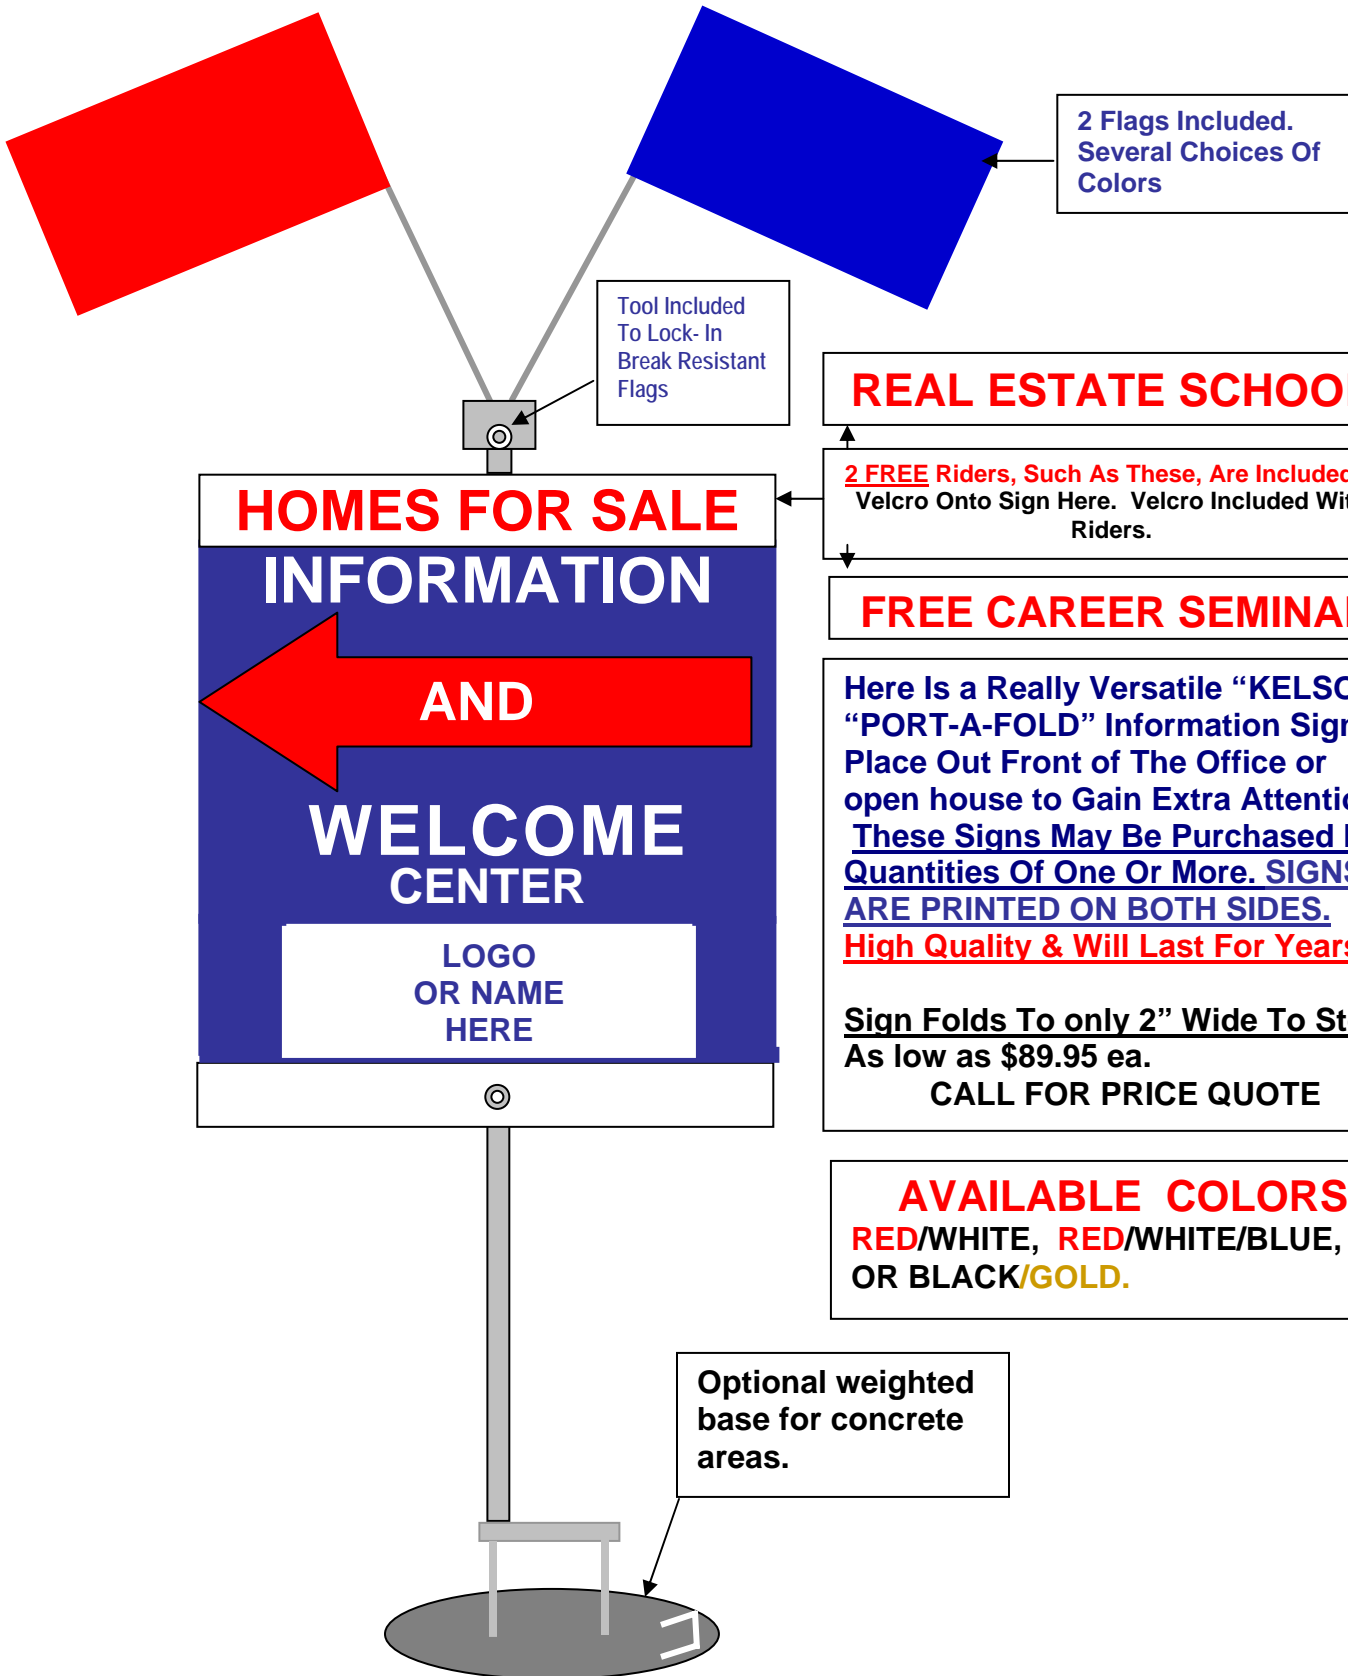 2 Flags Included.
Several Choices Of
Colors
Tool Included
To Lock- In
Break Resistant
Flags
REAL ESTATE
2 FREE Riders, Such As These, Are Included
Velcro Onto Sign Here.  Velcro Included
Riders.
FREE CAREER
HOMES FOR SALE
INFORMATION
AND
WELCOME
CENTER
LOGO
OR NAME
HERE
Here Is a Really Versatile
“PORT-A-FOLD” Information Sign
Place Out Front of The Office or
open house to Gain Extra
These Signs May Be Purchased
Quantities Of One Or More. SIGNS
ARE PRINTED ON BOTH SIDES.
High Quality & Will Last For Years
Sign Folds To only 2” Wide To
As low as $89.95 ea.
CALL FOR PRICE QUOTE
AVAILABLE  COLORS
RED/WHITE,  RED/WHITE/BLUE,
OR BLACK/GOLD.
Optional weighted
base for concrete
areas.